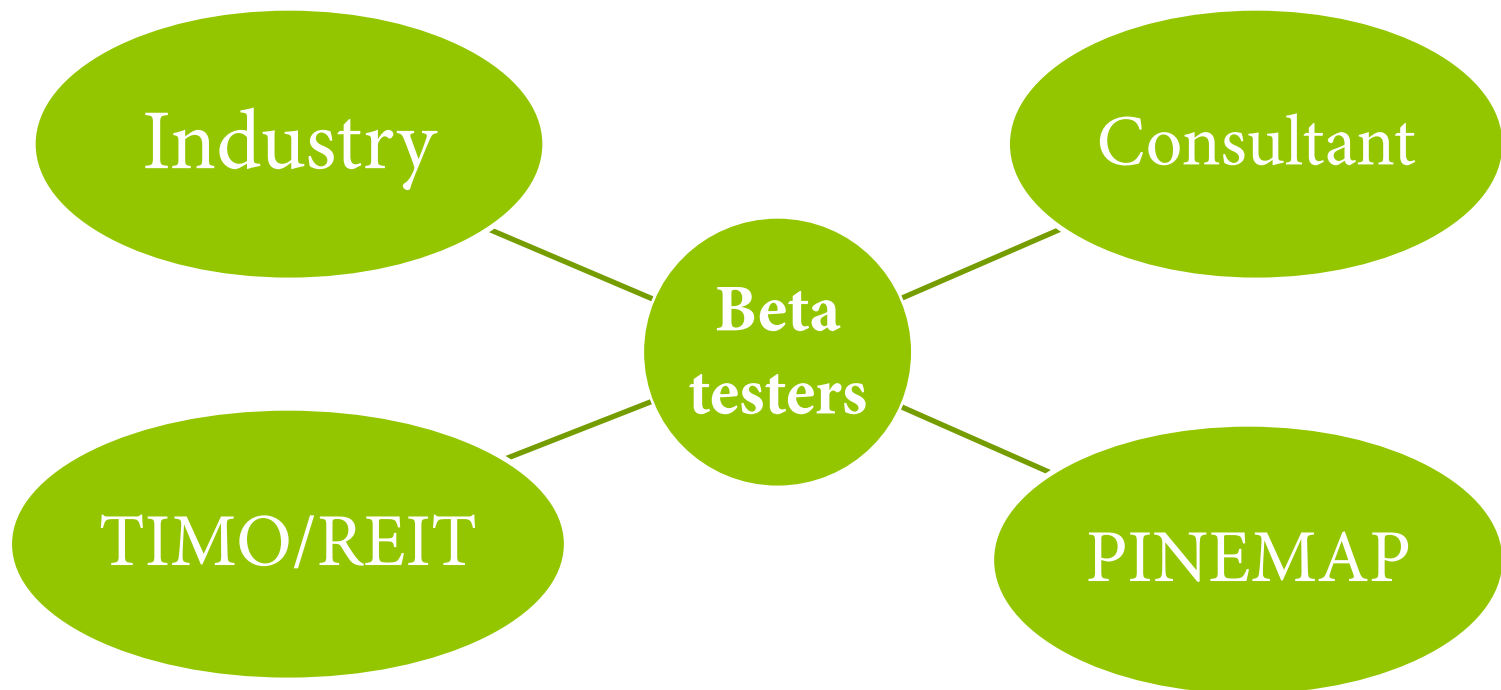 Industry
Consultant
Beta
testers
TIMO/REIT
PINEMAP